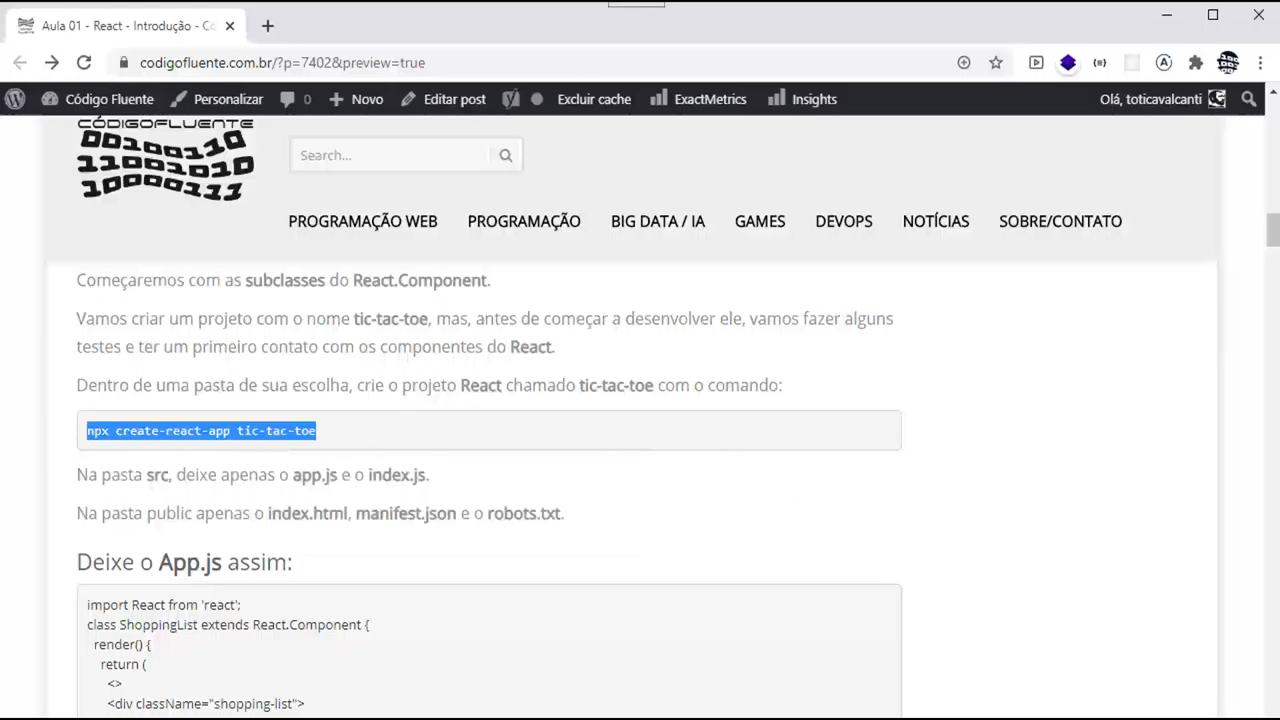 Aula 01 - React - Introdução - Co
codigofluente.com.br/?p=7402&preview=true
Código Fluente
Personalizar
0
Novo
Editar post
Excluir cache
ExactMetrics
Insights
Olá, toticavalcanti
CÓDIGOFLUENTE
00100110
11001010
10000111
Search...
PROGRAMAÇÃO WEB
PROGRAMAÇÃO
BIG DATA / IA
GAMES
DEVOPS
NOTÍCIAS
SOBRE/CONTATO
Começaremos com as subclasses do React.Component.
Vamos criar um projeto com o nome tic-tac-toe, mas, antes de começar a desenvolver ele, vamos fazer alguns
testes e ter um primeiro contato com os componentes do React.
Dentro de uma pasta de sua escolha, crie o projeto React chamado tic-tac-toe com o comando:
npx create-react-app tic-tac-toe
Na pasta src, deixe apenas o app.js e o index.js.
Na pasta public apenas o index.html, manifest.json e o robots.txt.
Deixe o App.js assim:
import React from 'react';
class ShoppingList extends React.Component {
render() {
return (
<>
<div className="shopping-list">